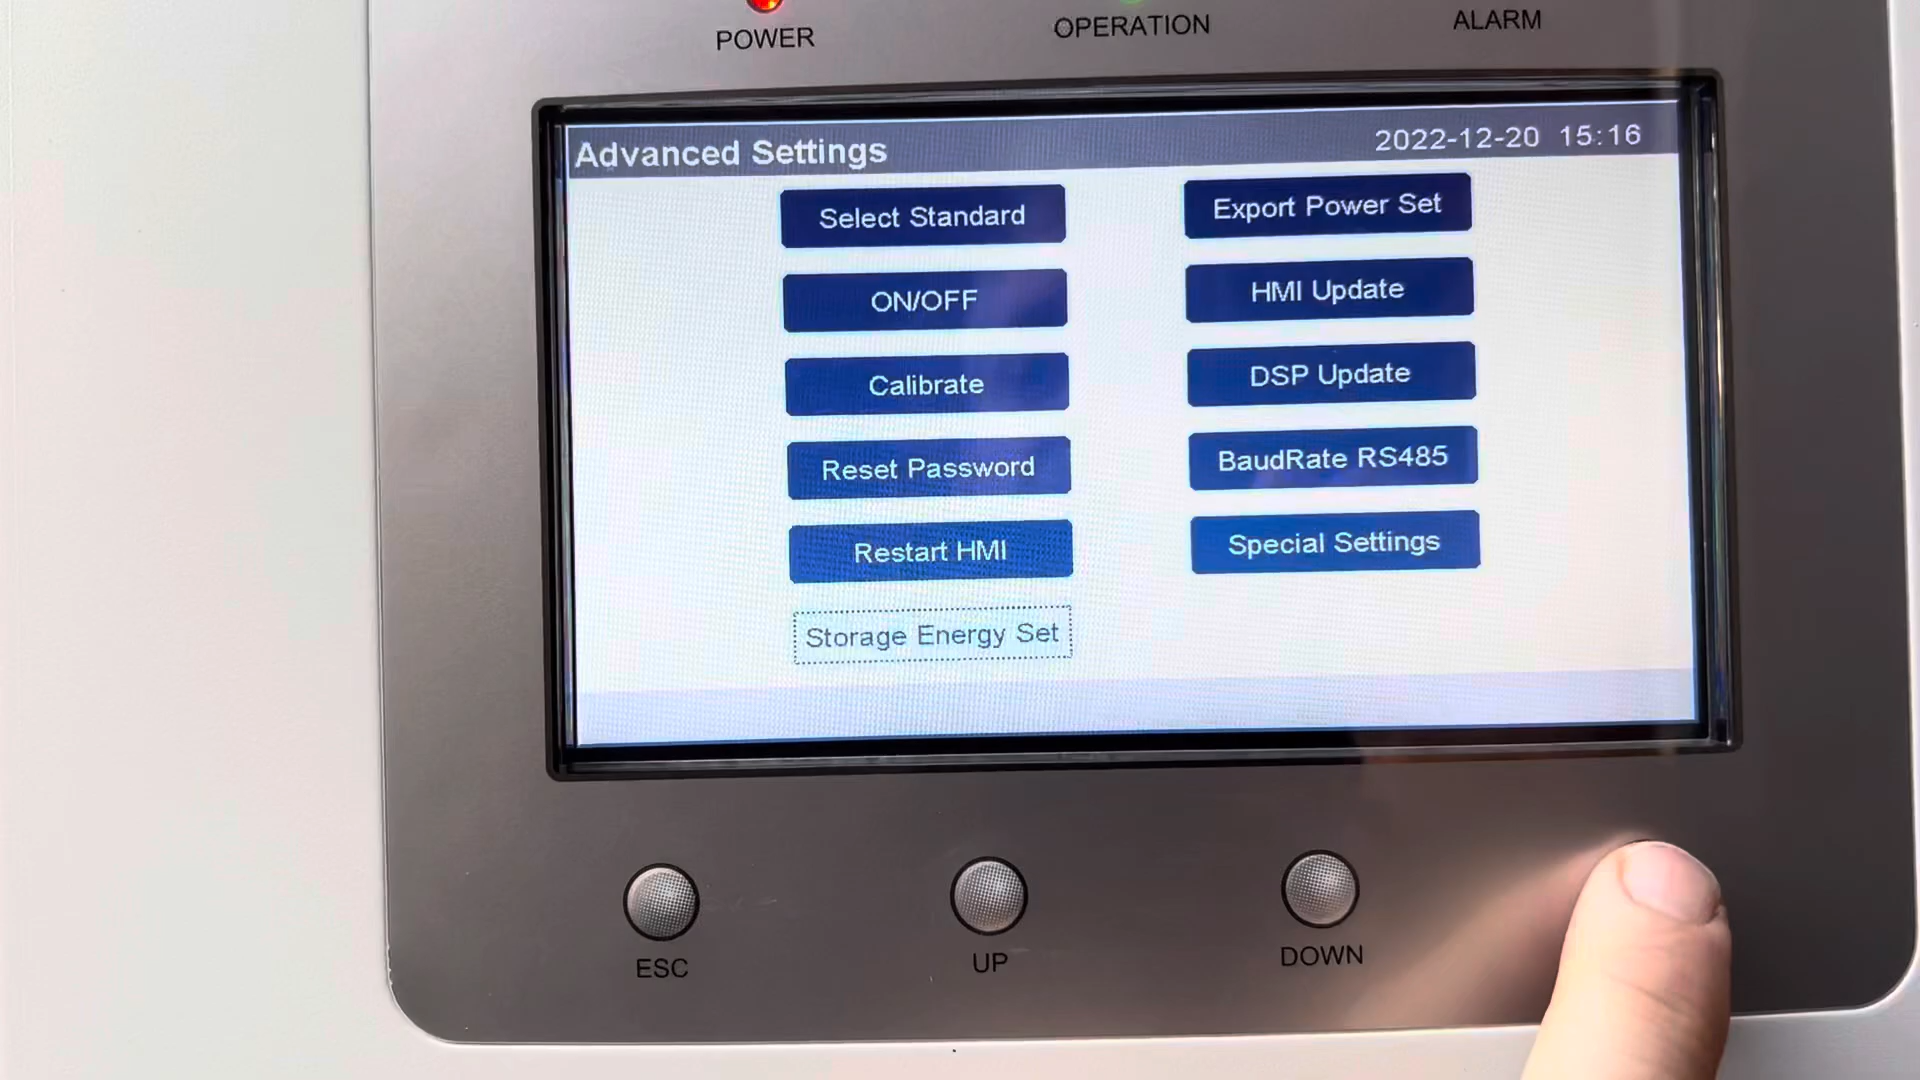 POWER OPERATION ALARM
Advanced Settings 2022-12-20 15:16
Select Standard Export Power Set
ON/OFF HMI Update
Calibrate DSP Update
Reset Password BaudRate RS485
Restart HMI Special Settings
Storage Energy Set
ESC UP DOWN